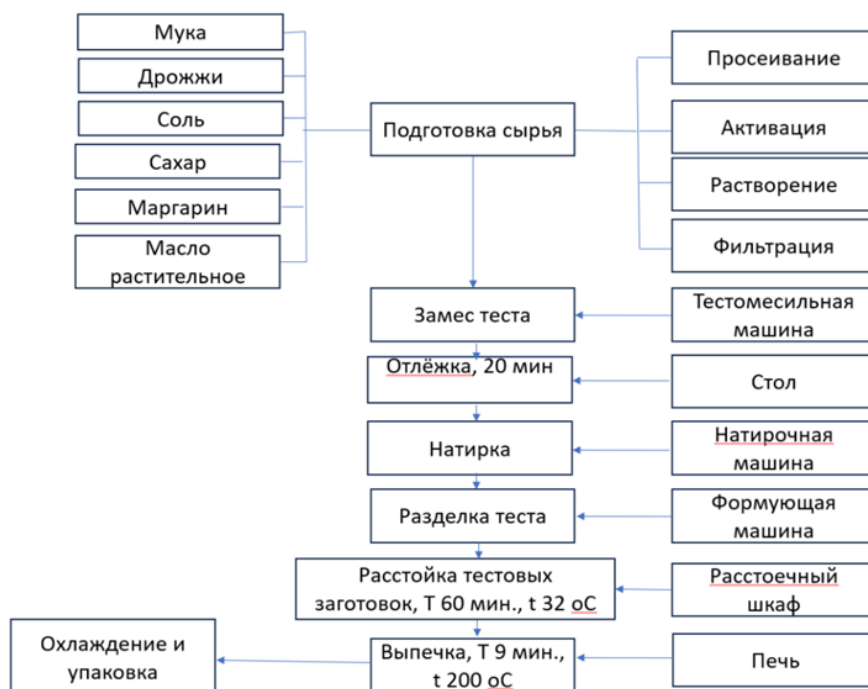 Мука
Дрожжи
Соль
Сахар
Маргарин
Масло
растительное
Подготовка сырья
Просеивание
Активация
Растворение
Фильтрация
Замес теста
Тестомесильная
машина
Отлёжка, 20 мин
Стол
Натирка
Натирочная
машина
Разделка теста
Формующая
машина
Расстойка тестовых
заготовок, Т 60 мин., t 32 оС
Расстоечный
шкаф
Выпечка, Т 9 мин.,
t 200 оС
Печь
Охлаждение и
упаковка